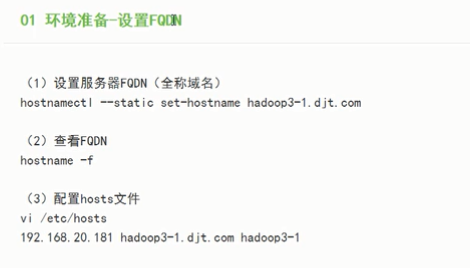 01 环境准备-设置FQDN
（1）设置服务器FQDN（全称域名）
hostnamectl --static set-hostname hadoop3-1.djt.com
（2）查看FQDN
hostname -f
（3）配置hosts文件
vi /etc/hosts
192.168.20.181 hadoop3-1.djt.com hadoop3-1